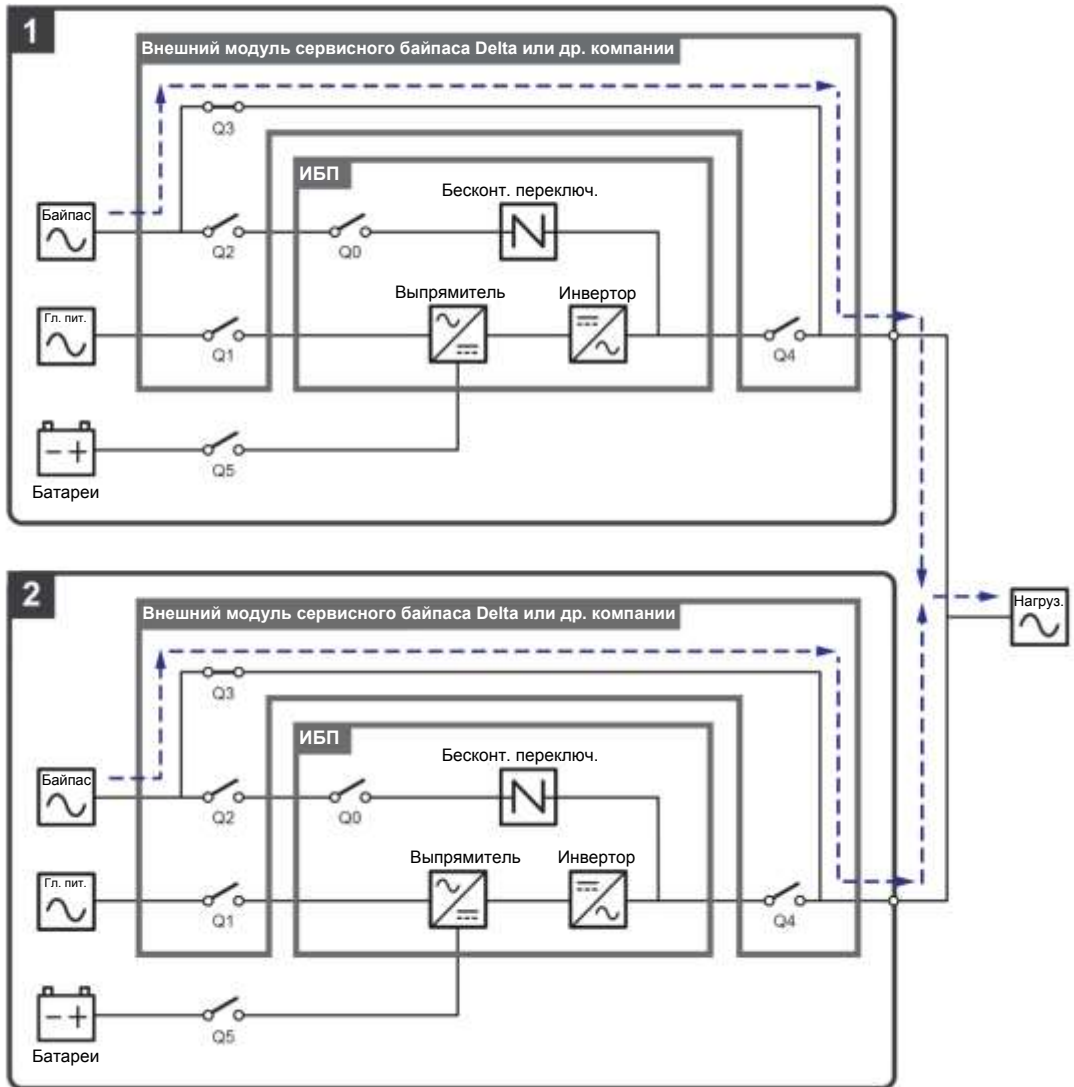 1
Внешний модуль сервисного байпаса Delta или др. компании
Q3
ИБП
Бесконт. переключ.
Байпас
Q2
Q0
Выпрямитель
Инвертор
Гл. пит.
Q1
Q4
Q5
Батареи
2
Внешний модуль сервисного байпаса Delta или др. компании
Нагруз.
Q3
ИБП
Бесконт. переключ.
Байпас
Q2
Q0
Выпрямитель
Инвертор
Гл. пит.
Q1
Q4
Q5
Батареи